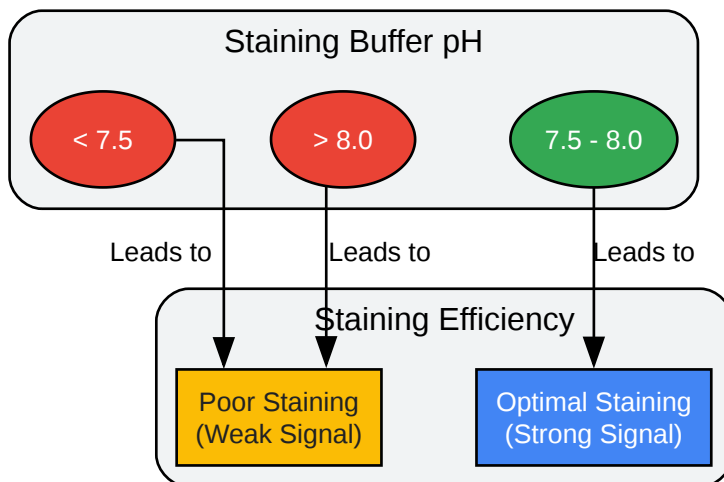 Staining Buffer pH
< 7.5
> 8.0
7.5 - 8.0
Leads to
Leads to
Leads to
Staining Efficiency
Poor Staining
(Weak Signal)
Optimal Staining
(Strong Signal)